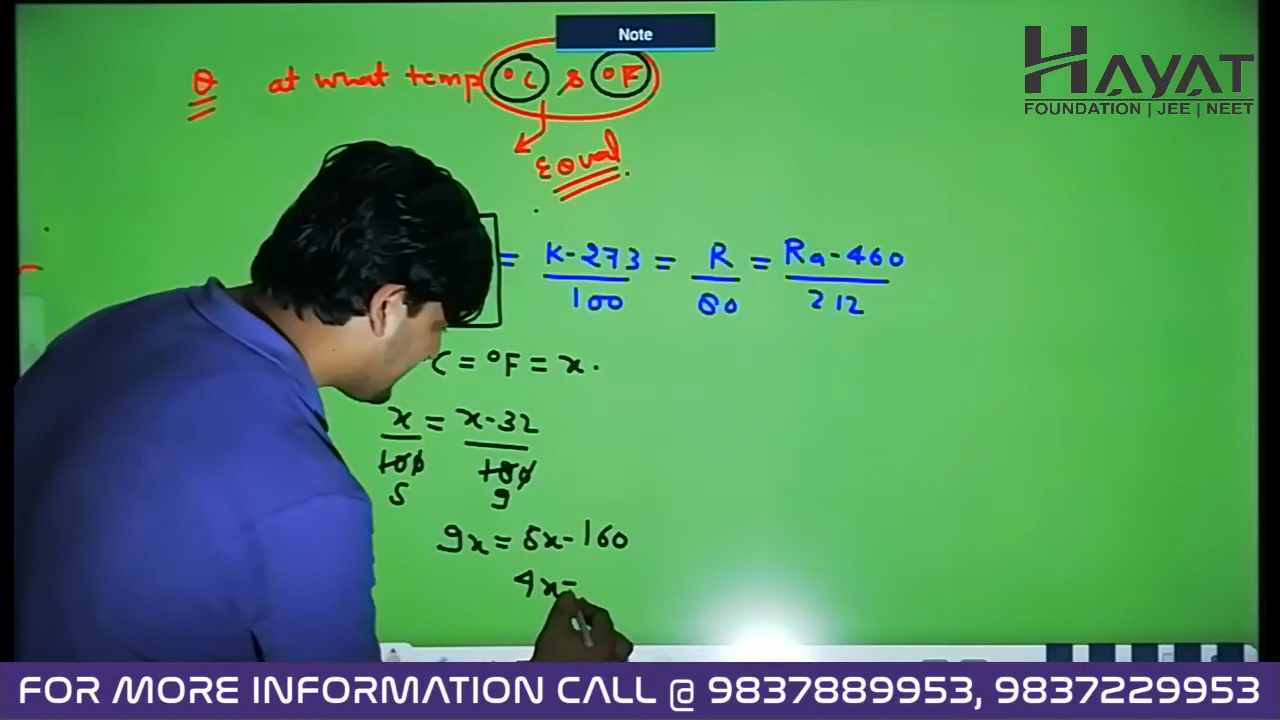 Note
HAYAT
FOUNDATION | JEE | NEET
Q at what temp °C & °F
Equal.
= K-273/100 = R/80 = Ra-460/212
C = °F = x.
x/100 = x-32/180
5 9
9x = 5x-160
4x=
FOR MORE INFORMATION CALL @ 9837889953, 9837229953